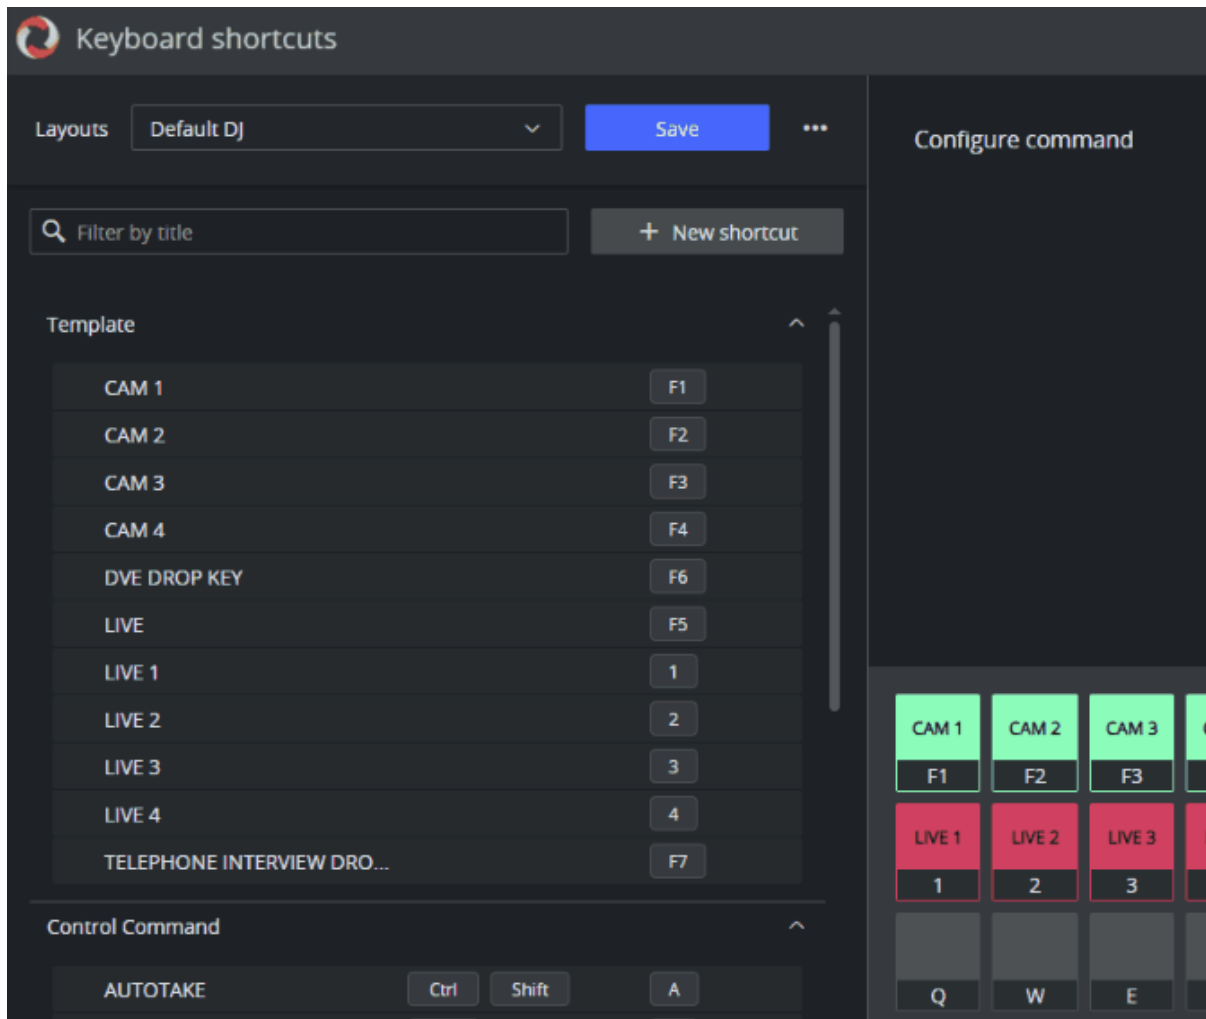 Keyboard shortcuts
Layouts Default DJ Save •••
Configure command
Filter by title + New shortcut
Template
CAM 1 F1
CAM 2 F2
CAM 3 F3
CAM 4 F4
DVE DROP KEY F6
LIVE F5
LIVE 1 1
LIVE 2 2
LIVE 3 3
LIVE 4 4
TELEPHONE INTERVIEW DRO... F7
Control Command
AUTOTAKE Ctrl Shift A
CAM 1 CAM 2 CAM 3
F1 F2 F3
LIVE 1 LIVE 2 LIVE 3
1 2 3
Q W E